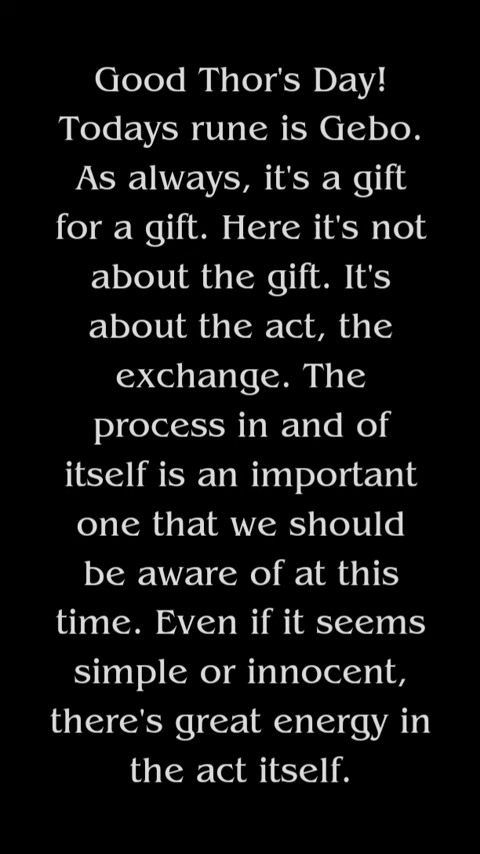 Good Thor's Day!
Todays rune is Gebo.
As always, it's a gift
for a gift. Here it's not
about the gift. It's
about the act, the
exchange. The
process in and of
itself is an important
one that we should
be aware of at this
time. Even if it seems
simple or innocent,
there's great energy in
the act itself.